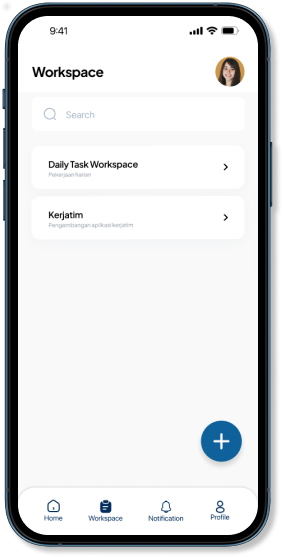 9:41
Workspace
Search
Daily Task Workspace
Pekerjaan harian
Kerjatim
Pengembangan aplikasi kerjatim
Home
Workspace
Notification
Profile